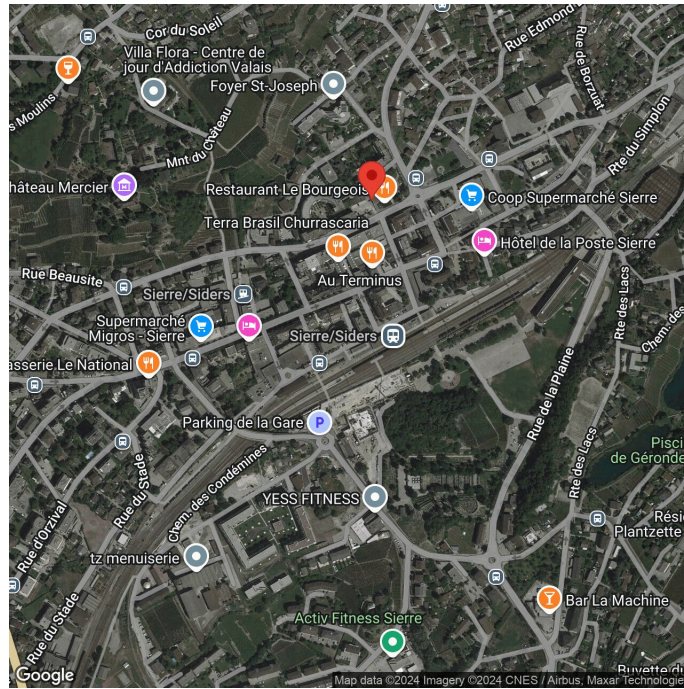 Cor du Soleil
Rue Edmond
Villa Flora - Centre de
jour d'Addiction Valais
Foyer St-Joseph
Rue de Borzuat
s Moulins
Mnt du Château
Rte du Simplon
hâteau Mercier
Restaurant Le Bourgeois
Coop Supermarché Sierre
Terra Brasil Churrascaria
Hôtel de la Poste Sierre
Rue Beausite
Au Terminus
Sierre/Siders
Rte des Lacs
Supermarché
Migros - Sierre
Sierre/Siders
Chem. des
asserie Le National
Rue de la Plaine
Parking de la Gare
P
Pisci
de Géronde
Rue du Stade
Chem. des Condémines
Rte des Lacs
YESS FITNESS
Rue d'Orzival
Rési
Plantzette
tz menuiserie
Bar La Machine
Rue du Stade
Activ Fitness Sierre
Buvette du
Google
Map data ©2024 Imagery ©2024 CNES / Airbus, Maxar Technologie